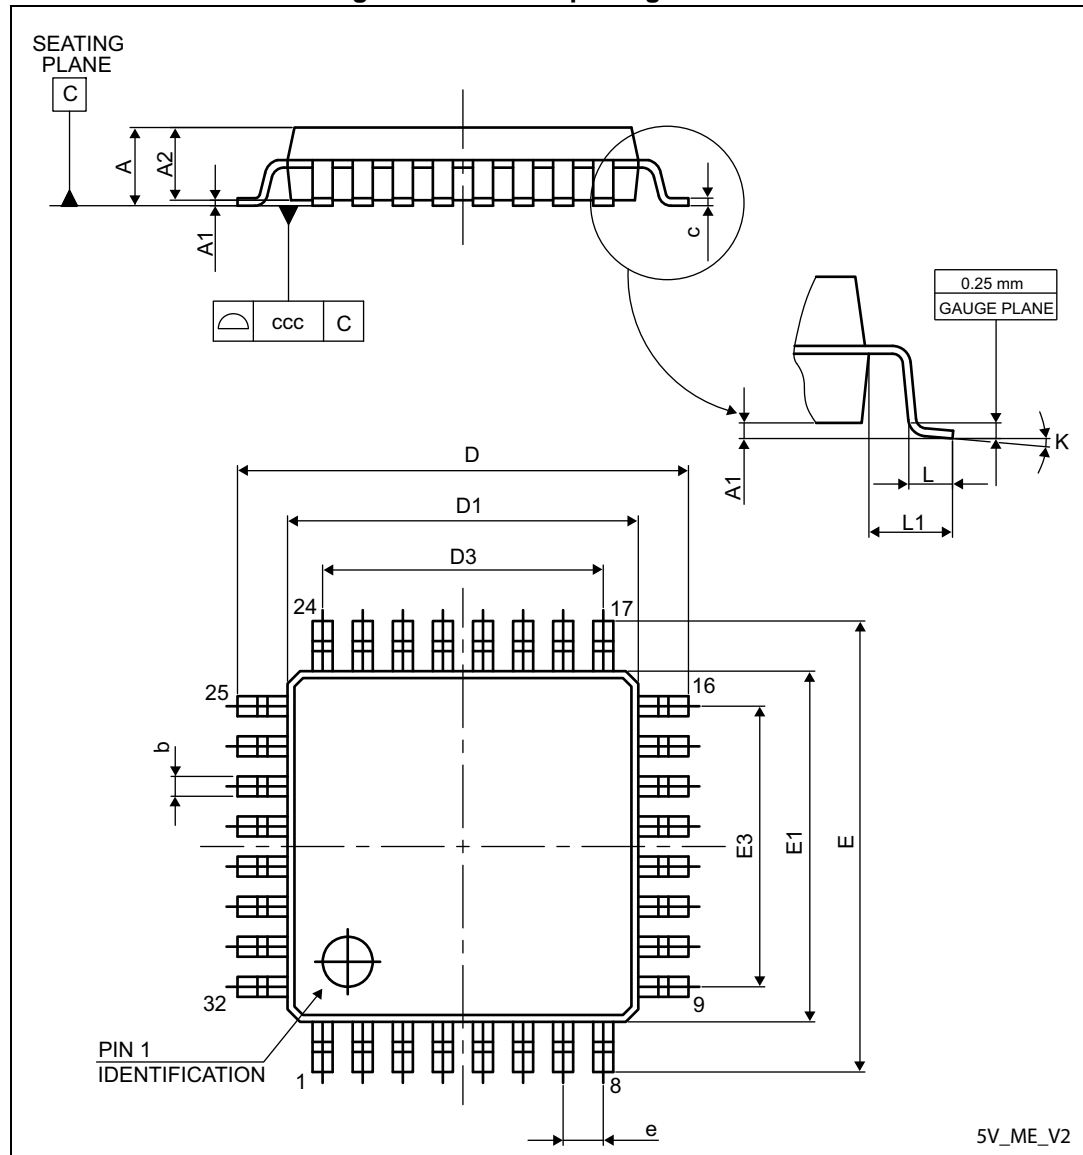 SEATING
PLANE
C
A
A2
A1
c
ccc
C
0.25 mm
GAUGE PLANE
K
A1
L
L1
D
D1
D3
24
17
25
16
b
E3
E1
E
32
9
PIN 1
IDENTIFICATION
1
8
e
5V_ME_V2